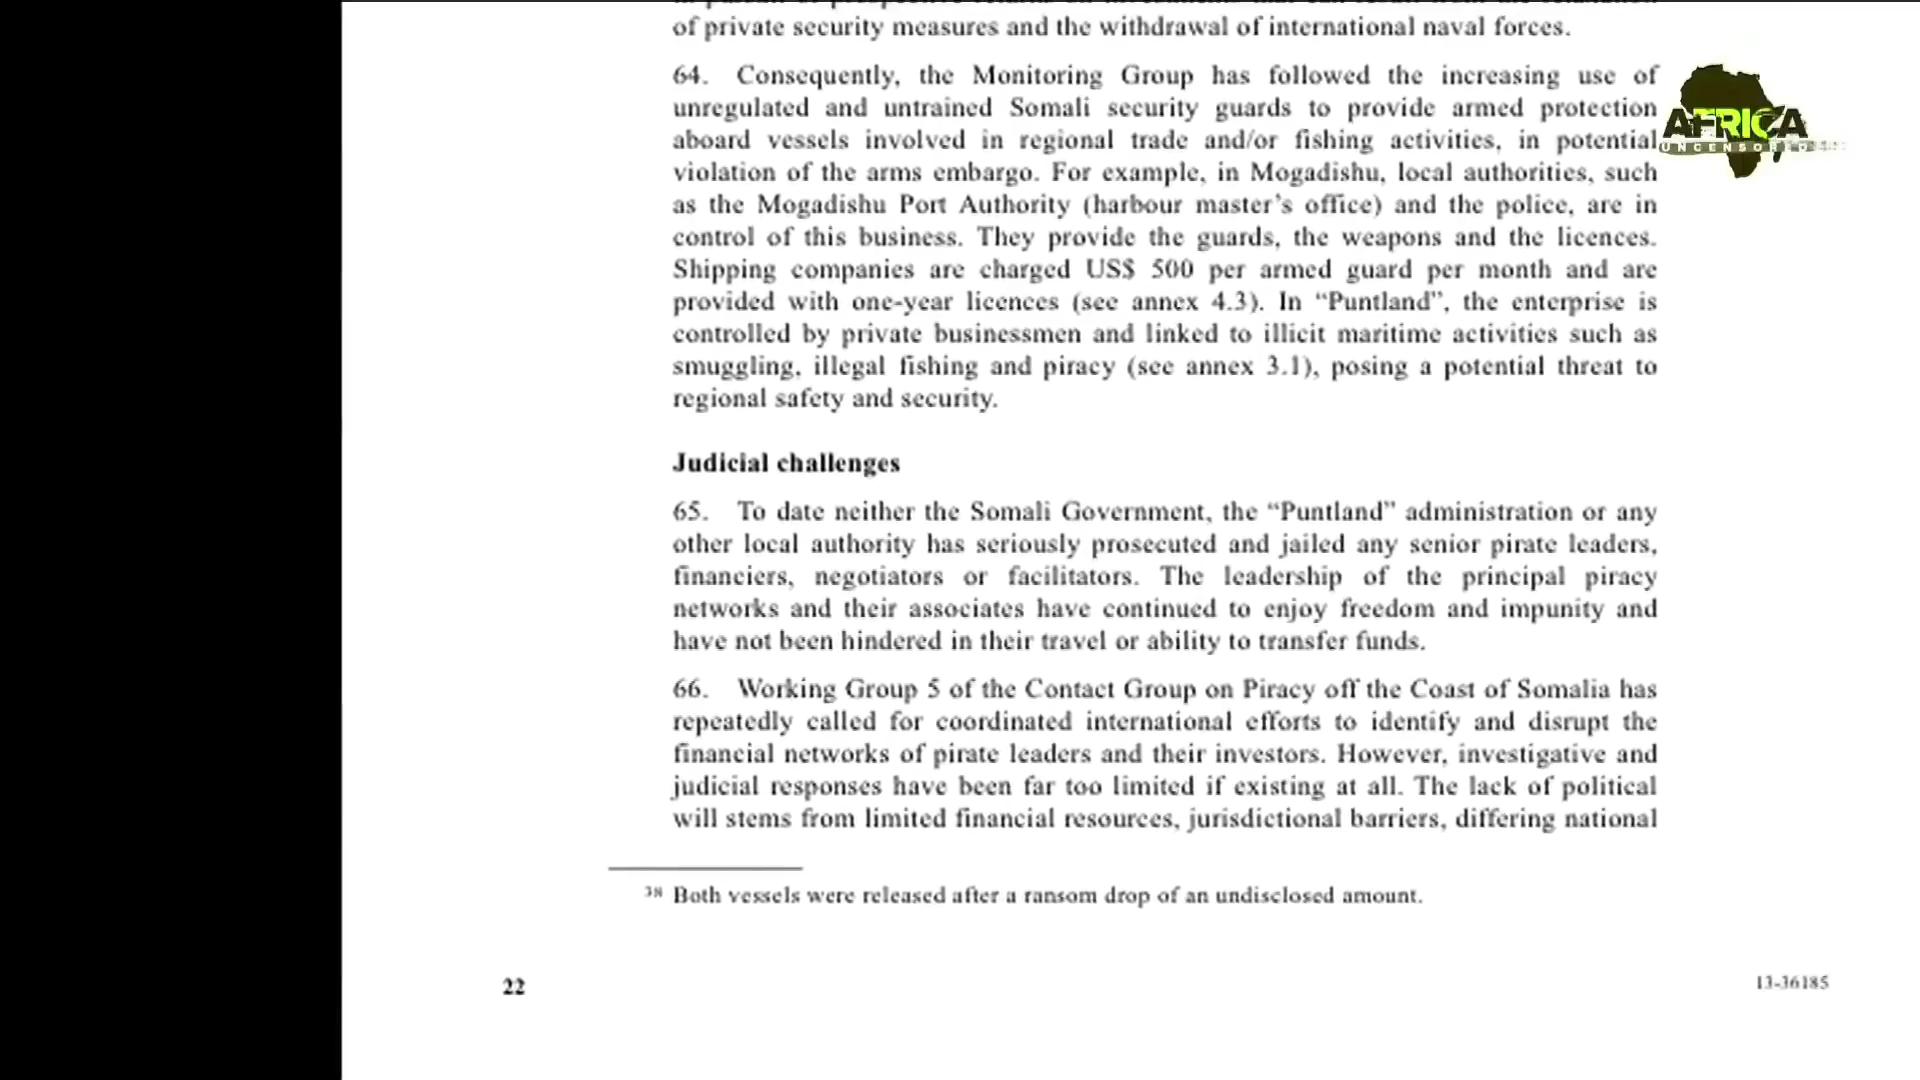 of private security measures and the withdrawal of international naval forces.
64. Consequently, the Monitoring Group has followed the increasing use of
unregulated and untrained Somali security guards to provide armed protection
aboard vessels involved in regional trade and/or fishing activities, in potential
violation of the arms embargo. For example, in Mogadishu, local authorities, such
as the Mogadishu Port Authority (harbour master’s office) and the police, are in
control of this business. They provide the guards, the weapons and the licences.
Shipping companies are charged US$ 500 per armed guard per month and are
provided with one-year licences (see annex 4.3). In “Puntland”, the enterprise is
controlled by private businessmen and linked to illicit maritime activities such as
smuggling, illegal fishing and piracy (see annex 3.1), posing a potential threat to
regional safety and security.
Judicial challenges
65. To date neither the Somali Government, the “Puntland” administration or any
other local authority has seriously prosecuted and jailed any senior pirate leaders,
financiers, negotiators or facilitators. The leadership of the principal piracy
networks and their associates have continued to enjoy freedom and impunity and
have not been hindered in their travel or ability to transfer funds.
66. Working Group 5 of the Contact Group on Piracy off the Coast of Somalia has
repeatedly called for coordinated international efforts to identify and disrupt the
financial networks of pirate leaders and their investors. However, investigative and
judicial responses have been far too limited if existing at all. The lack of political
will stems from limited financial resources, jurisdictional barriers, differing national
38 Both vessels were released after a ransom drop of an undisclosed amount.
22
13-36185
AFRICA
UNCENSORED